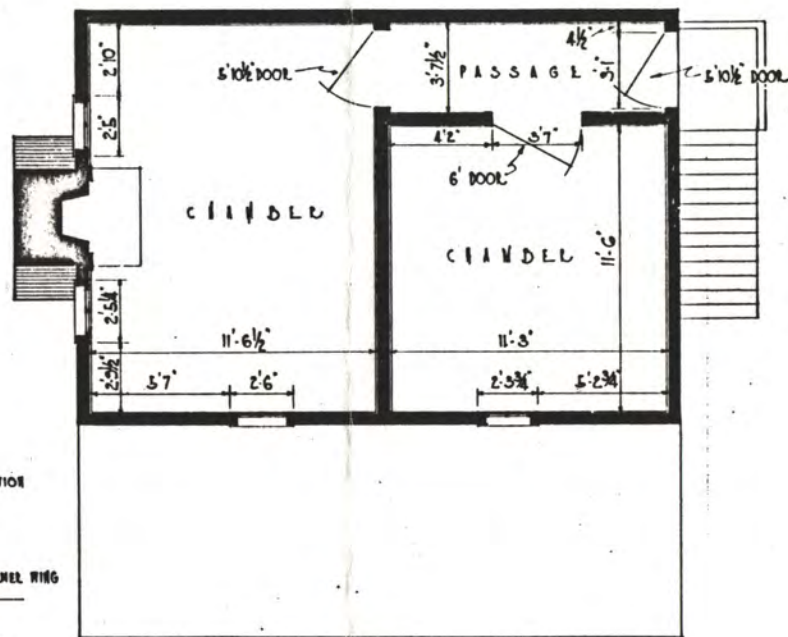 2'10"
5'10½" DOOR
3'-7½"
PASSAGE
4½"
3'1"
5'10½" DOOR
2'5"
4'2"
3'7"
6' DOOR
CHAMBER
CHAMBER
11'-6"
2'5¼"
11'-6½"
11'-3"
2'9½"
5'7"
2'6"
2'3¾"
5'-2¾"
TION
WING